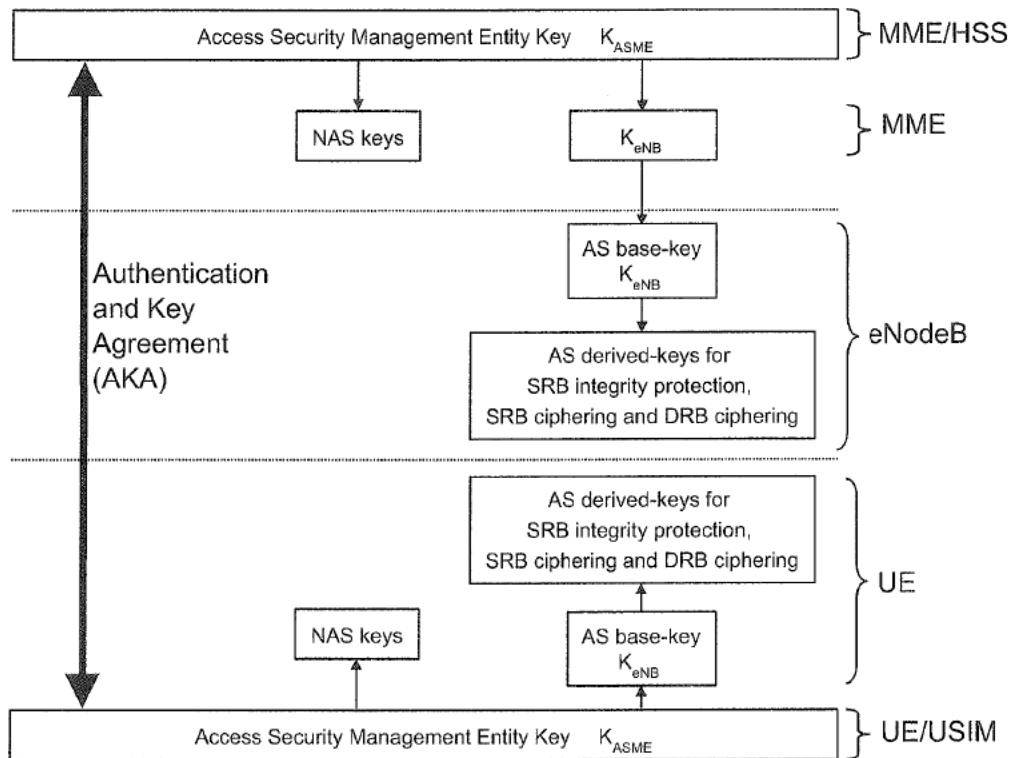 Access Security Management Entity Key K_ASME
MME/HSS
NAS keys
K_eNB
MME
AS base-key
K_eNB
AS derived-keys for
SRB integrity protection,
SRB ciphering and DRB ciphering
eNodeB
Authentication
and Key
Agreement
(AKA)
AS derived-keys for
SRB integrity protection,
SRB ciphering and DRB ciphering
UE
NAS keys
AS base-key
K_eNB
Access Security Management Entity Key K_ASME
UE/USIM